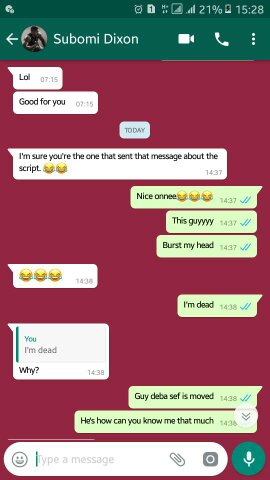 21% 15:28
Subomi Dixon
Lol 07:15
Good for you 07:15
TODAY
I'm sure you're the one that sent that message about the
script. 😂😂 14:37
Nice onnee😂😂😂 14:37
This guyyyy 14:37
Burst my head 14:37
😂😂😂 14:38
I'm dead 14:38
You
I'm dead
Why? 14:38
Guy deba sef is moved 14:38
He's how can you know me that much 14:38
Type a message